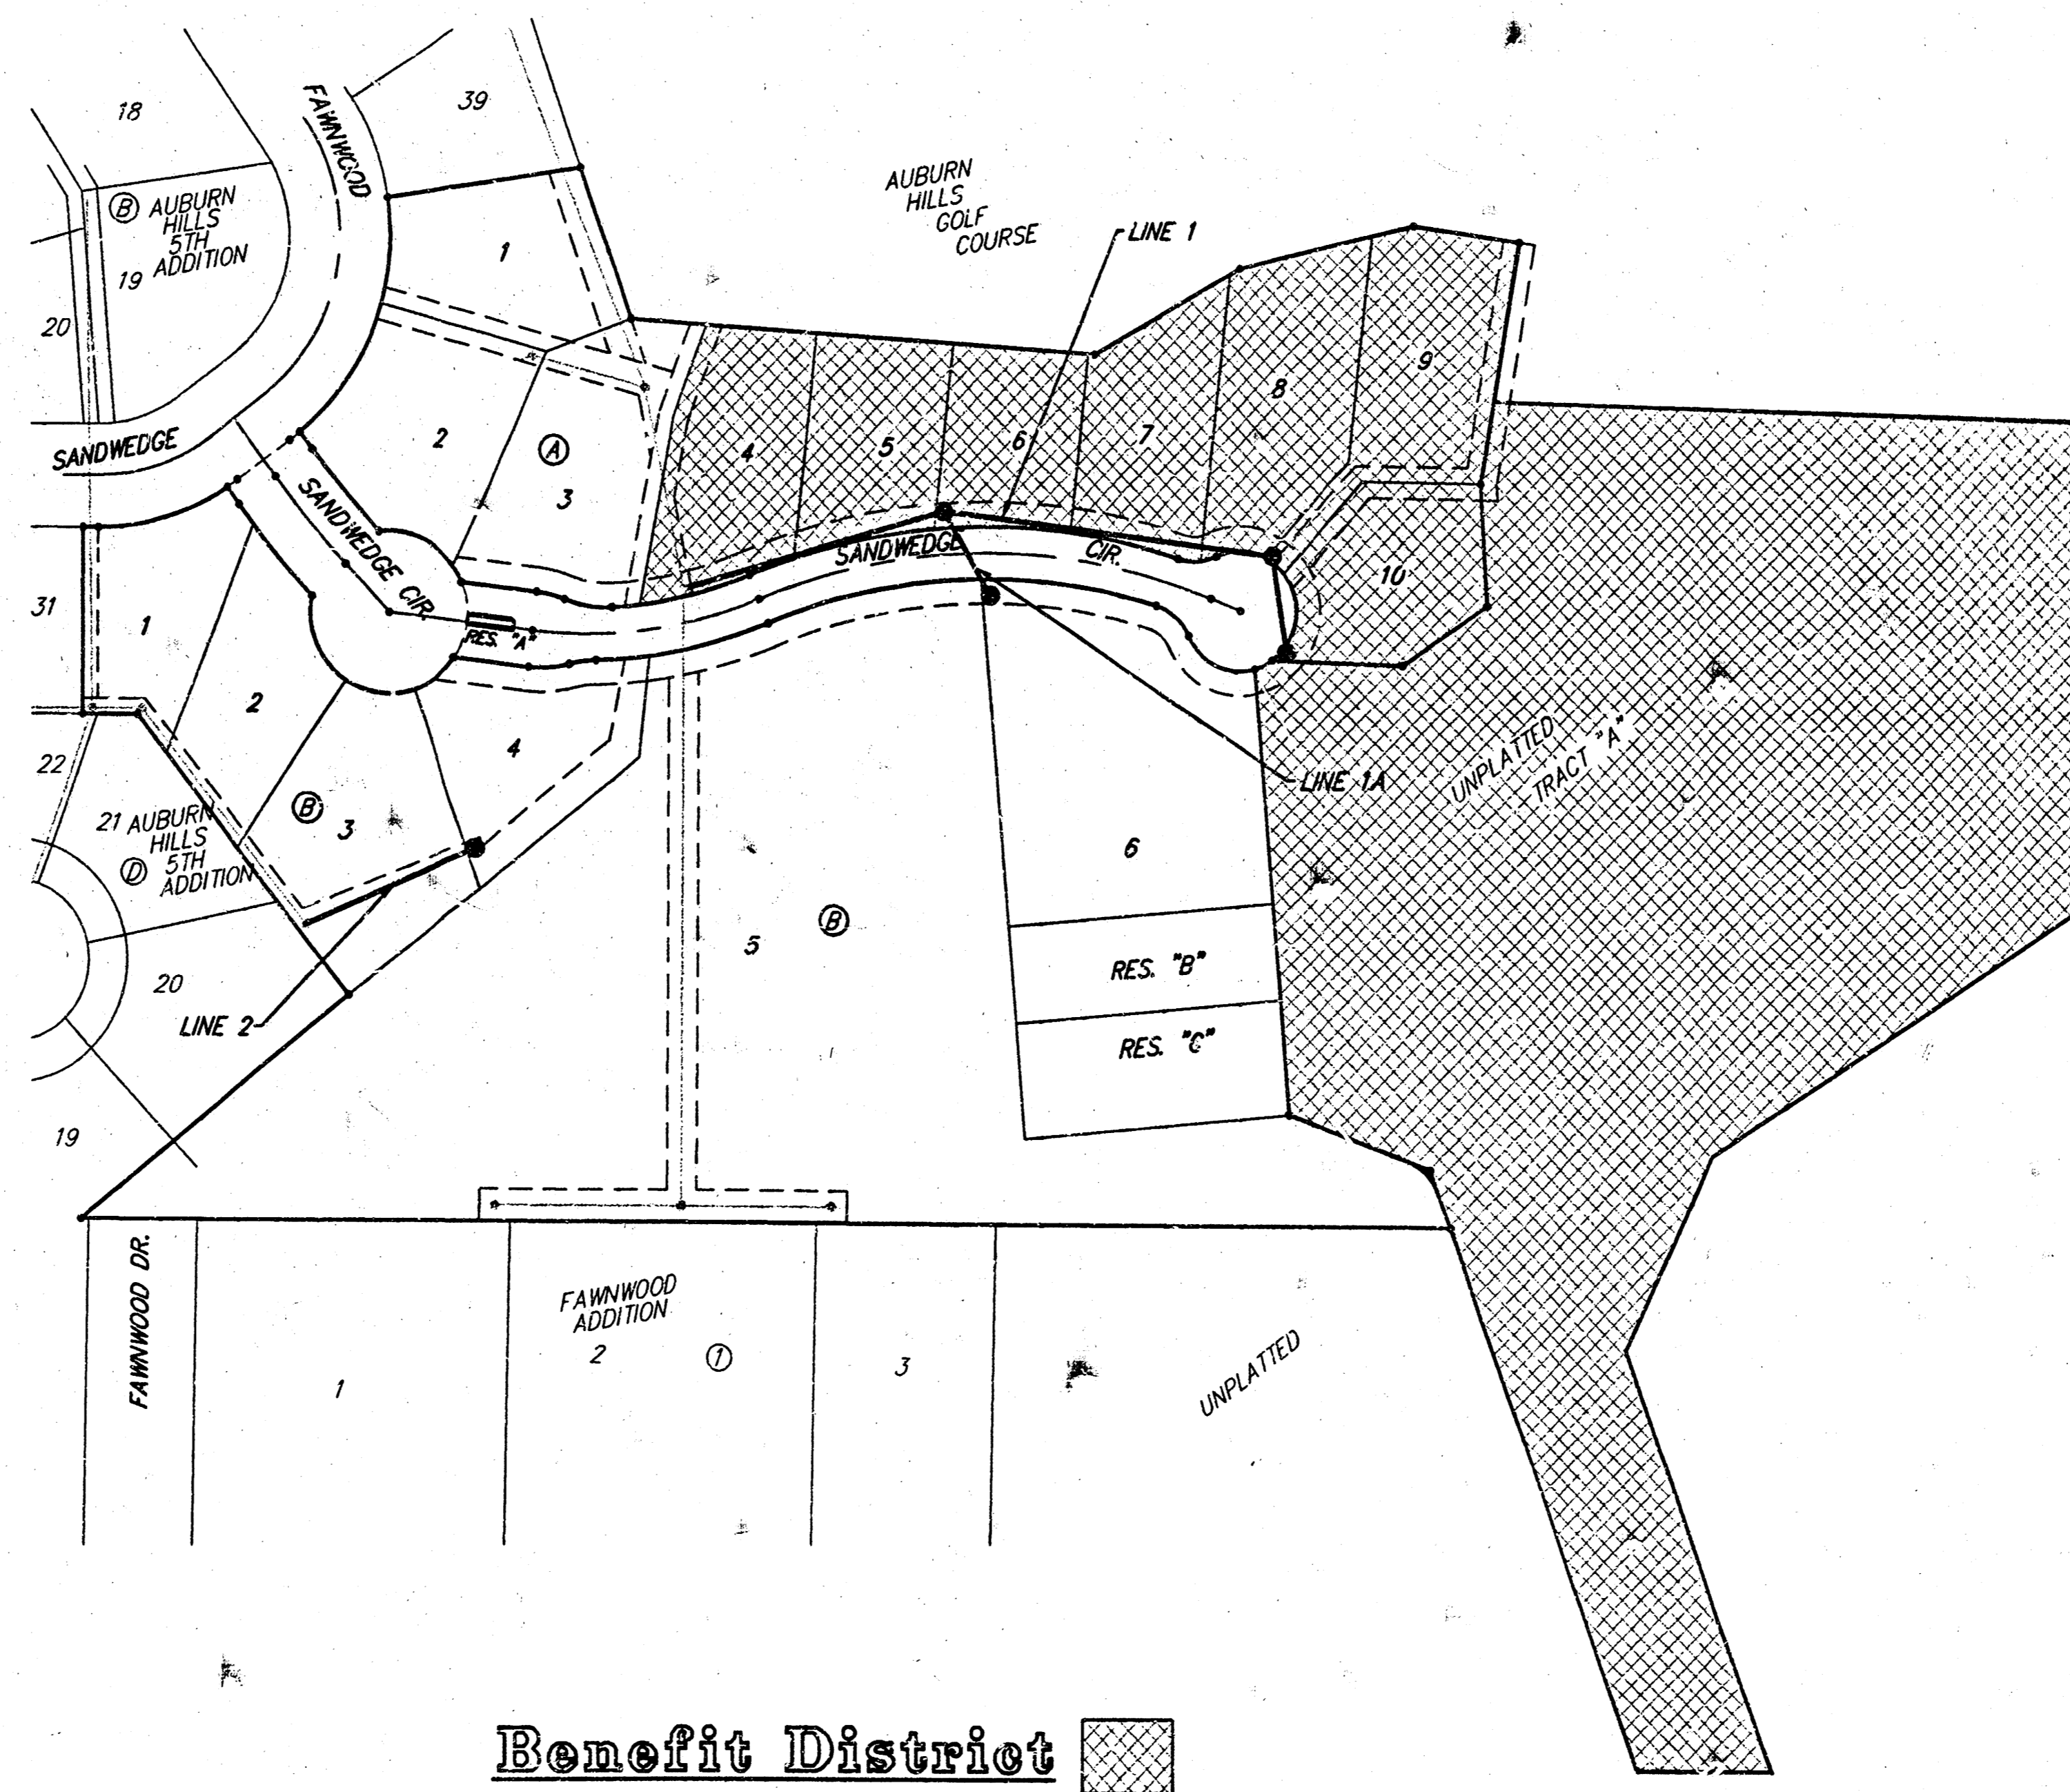 18
39
FAWNWOOD
B AUBURN
HILLS
5TH
19 ADDITION
20
1
AUBURN
HILLS
GOLF
COURSE
LINE 1
SANDWEDGE
2
A
3
4
5
6
7
8
9
10
SANDWEDGE CIR.
SANDWEDGE CIR.
RES. "A"
31
1
2
B 3
4
22
21 AUBURN
HILLS
D 5TH
ADDITION
20
LINE 2
19
5
B
6
LINE 1A
RES. "B"
RES. "C"
UNPLATTED
TRACT "A"
FAWNWOOD DR.
1
FAWNWOOD
ADDITION
2
1
3
UNPLATTED
Benefit District